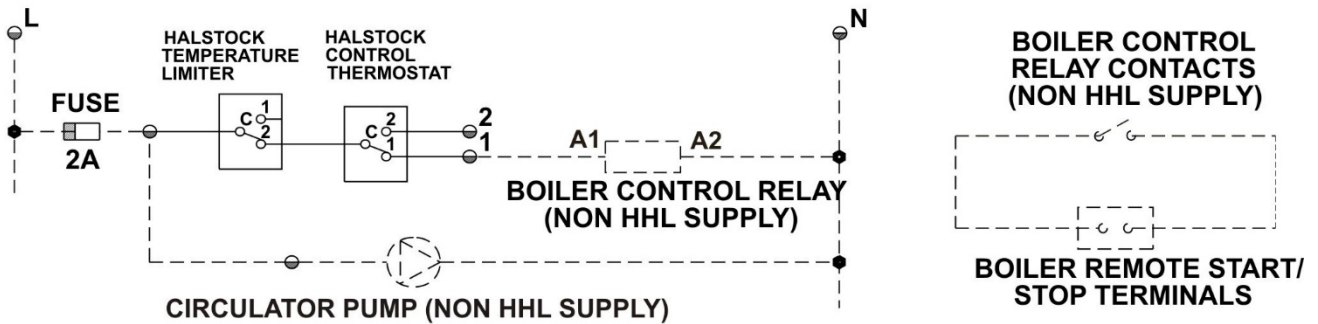 L
N
HALSTOCK
TEMPERATURE
LIMITER
HALSTOCK
CONTROL
THERMOSTAT
FUSE
2A
C
1
2
C
2
1
2
1
A1
A2
BOILER CONTROL RELAY
(NON HHL SUPPLY)
CIRCULATOR PUMP (NON HHL SUPPLY)
BOILER CONTROL
RELAY CONTACTS
(NON HHL SUPPLY)
BOILER REMOTE START/
STOP TERMINALS